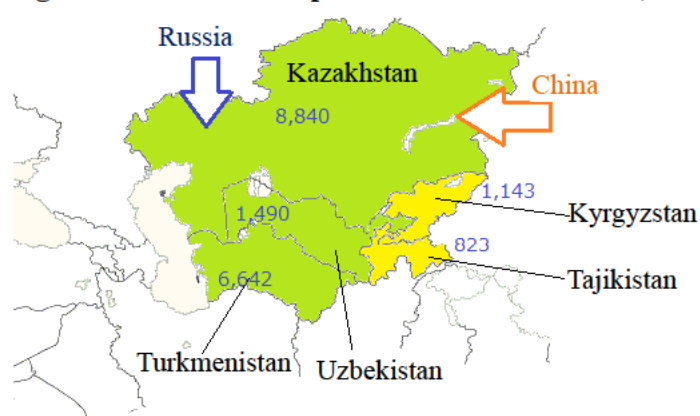 Russia
Kazakhstan
China
8,840
1,143
1,490
Kyrgyzstan
823
6,642
Tajikistan
Turkmenistan
Uzbekistan